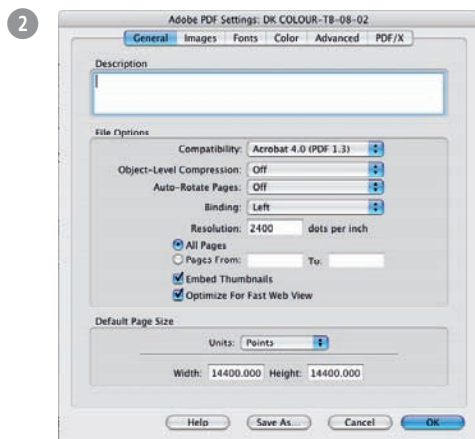 2
Adobe PDF Settings: DK COLOUR-TB-08-02
General Images Fonts Color Advanced PDF/X
Description
File Options
Compatibility: Acrobat 4.0 (PDF 1.3)
Object-Level Compression: Off
Auto-Rotate Pages: Off
Binding: Left
Resolution: 2400 dots per inch
All Pages
Pages From: To:
Embed Thumbnails
Optimize For Fast Web View
Default Page Size
Units: Points
Width: 14400.000 Height: 14400.000
Help Save As... Cancel OK